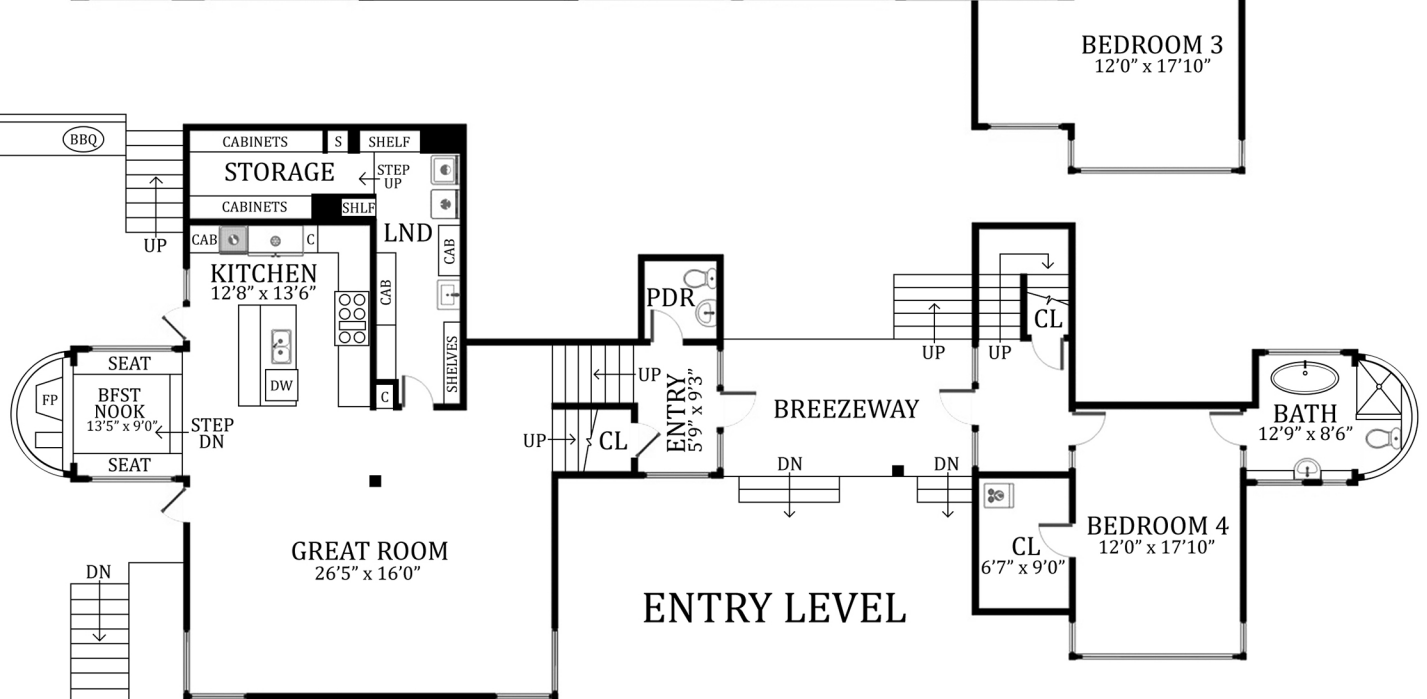 BEDROOM 3
12’0” x 17’10”
BBQ
CABINETS
S
SHELF
STORAGE
STEP
UP
CABINETS
SHLF
UP
CAB
C
LND
CAB
KITCHEN
12’8” x 13’6”
CAB
PDR
CL
UP
UP
SEAT
SHELVES
DW
C
FP
BFST
NOOK
13’5” x 9’0”
STEP
DN
SEAT
UP
UP
CL
ENTRY
5’9” x 9’3”
BREEZEWAY
DN
DN
BATH
12’9” x 8’6”
GREAT ROOM
26’5” x 16’0”
DN
CL
6’7” x 9’0”
BEDROOM 4
12’0” x 17’10”
ENTRY LEVEL